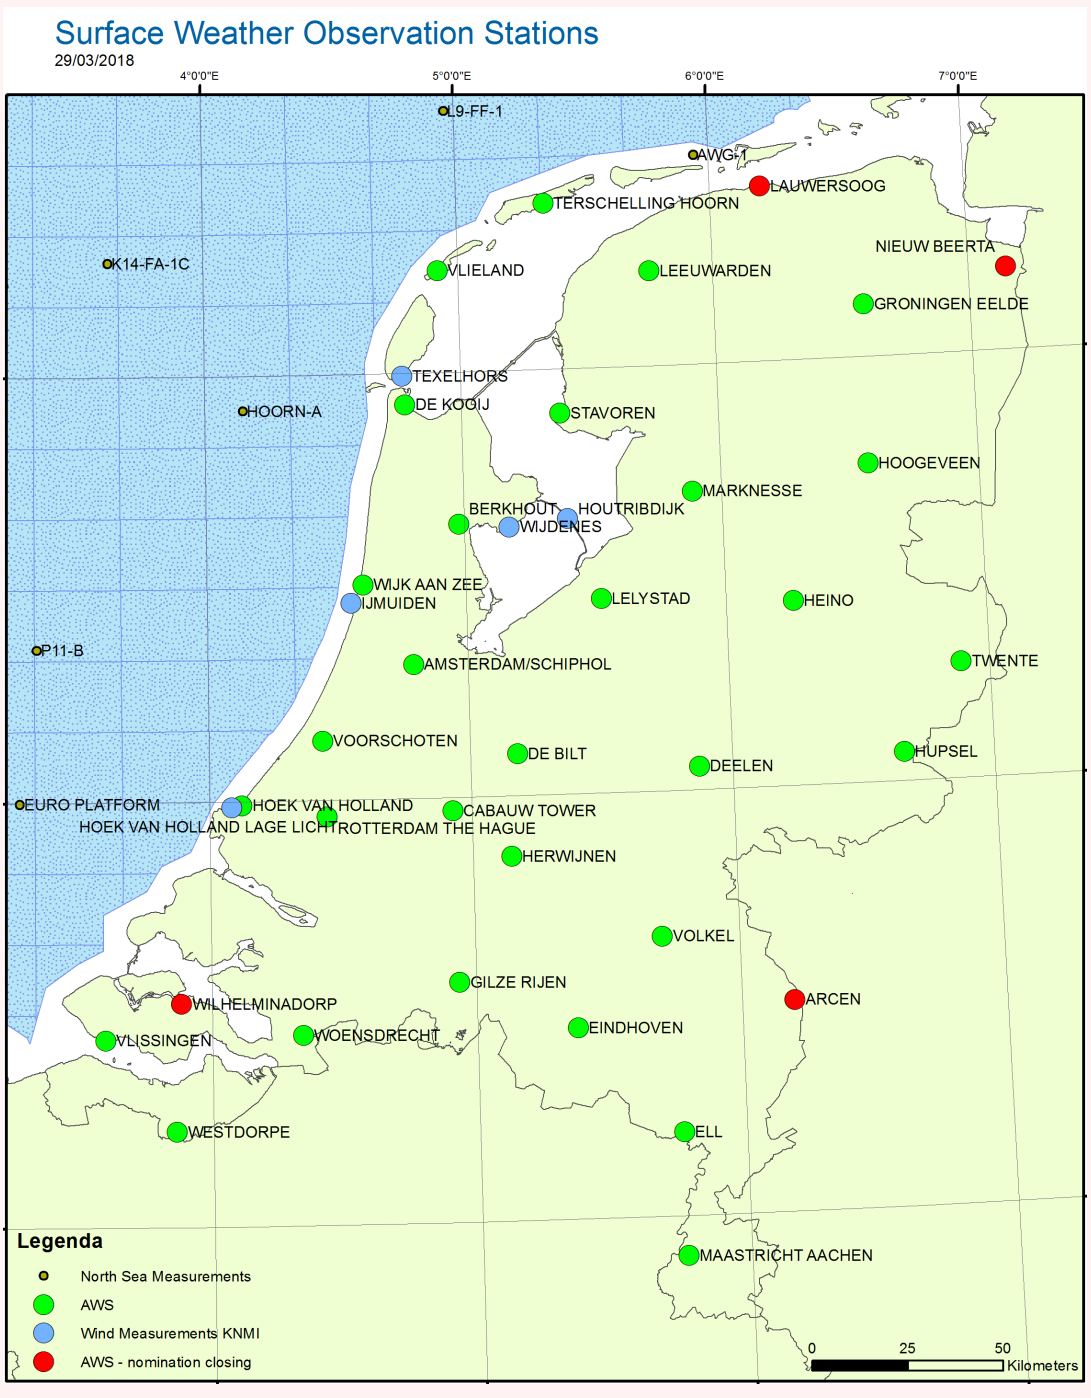 Surface Weather Observation Stations
29/03/2018
4°0'0"E 5°0'0"E 6°0'0"E 7°0'0"E
L9-FF-1
AWG-1
LAUWERSOOG
TERSCHELLING HOORN
NIEUW BEERTA
K14-FA-1C
VLIELAND
LEEUWARDEN
GRONINGEN EELDE
TEXELHORS
DE KOOIJ
HOORN-A
STAVOREN
HOOGEVEEN
MARKNESSE
BERKHOUT
HOUTRIBDIJK
WIJDENES
WIJK AAN ZEE
IJMUIDEN
LELYSTAD
HEINO
P11-B
AMSTERDAM/SCHIPHOL
TWENTE
VOORSCHOTEN
DE BILT
HUPSEL
DEELEN
EURO PLATFORM
HOEK VAN HOLLAND
CABAUW TOWER
HOEK VAN HOLLAND LAGE LICHT
ROTTERDAM THE HAGUE
HERWIJNEN
VOLKEL
GILZE RIJEN
ARCEN
WILHELMINADORP
EINDHOVEN
WOENSDRECHT
VLISSINGEN
WESTDORPE
ELL
MAASTRICHT AACHEN
Legenda
North Sea Measurements
AWS
Wind Measurements KNMI
AWS - nomination closing
0 25 50
Kilometers